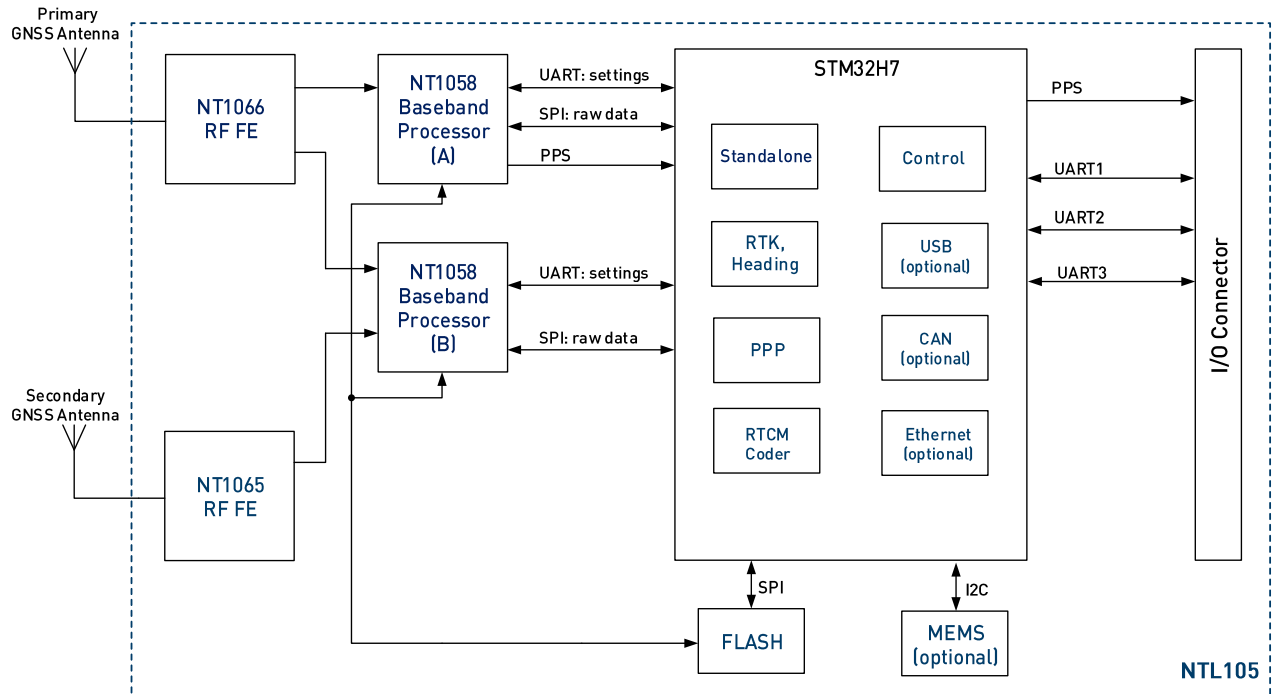 Primary
GNSS Antenna
NT1066
RF FE
NT1058
Baseband
Processor
(A)
UART: settings
SPI: raw data
PPS
STM32H7
Standalone
Control
RTK,
Heading
USB
(optional)
PPP
CAN
(optional)
RTCM
Coder
Ethernet
(optional)
PPS
UART1
UART2
UART3
I/O Connector
NT1058
Baseband
Processor
(B)
UART: settings
SPI: raw data
Secondary
GNSS Antenna
NT1065
RF FE
SPI
I2C
FLASH
MEMS
(optional)
NTL105